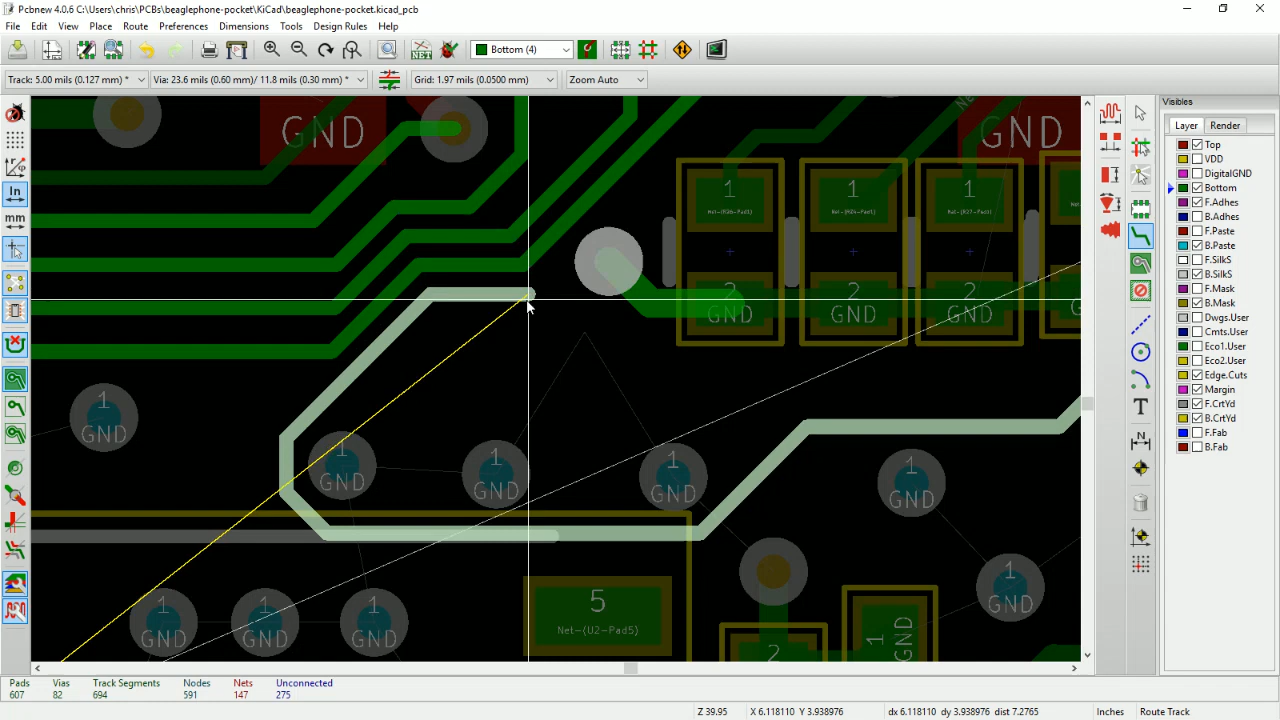 Pcbnew 4.0.6 C:\Users\chris\PCBs\beaglephone-pocket\KiCad\beaglephone-pocket.kicad_pcb
File Edit View Place Route Preferences Dimensions Tools Design Rules Help
NET Bottom (4)
Track: 5.00 mils (0.127 mm)* Via: 23.6 mils (0.60 mm)/ 11.8 mils (0.30 mm) * Grid: 1.97 mils (0.0500 mm) Zoom Auto
Visibles
Layer Render
Top
VDD
DigitalGND
Bottom
F.Adhes
B.Adhes
F.Paste
B.Paste
F.SilkS
B.SilkS
F.Mask
B.Mask
Dwgs.User
Cmts.User
Eco1.User
Eco2.User
Edge.Cuts
Margin
F.CrtYd
B.CrtYd
F.Fab
B.Fab
In
mm
GND
GND
1
1
1
2
GND
2
GND
2
GND
1
GND
1
GND
1
GND
1
GND
1
GND
1
GND
1
GND
1
GND
1
GND
5
Net-(U2-Pad5)
2
1
GND
T
N
Pads Vias Track Segments Nodes Nets Unconnected
607 82 694 591 147 275
Z 39.95 X 6.118110 Y 3.938976 dx 6.118110 dy 3.938976 dist 7.2765 Inches Route Track